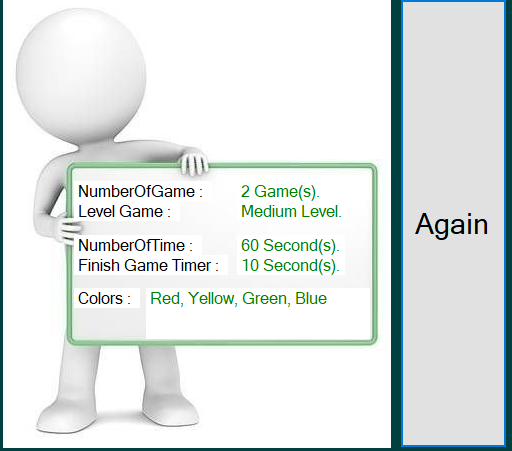 NumberOfGame : 2 Game(s).
Level Game : Medium Level.
NumberOfTime : 60 Second(s).
Finish Game Timer : 10 Second(s).
Colors : Red, Yellow, Green, Blue
Again